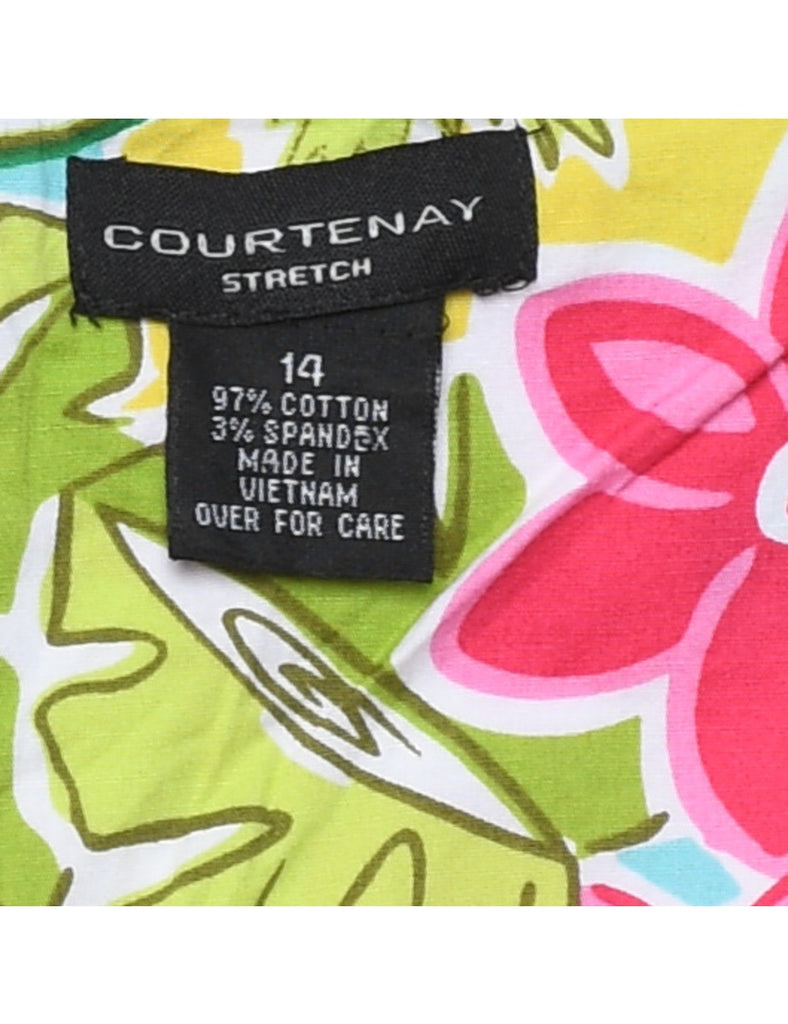 COURTENAY
STRETCH
14
97% COTTON
3% SPANDEX
MADE IN
VIETNAM
OVER FOR CARE